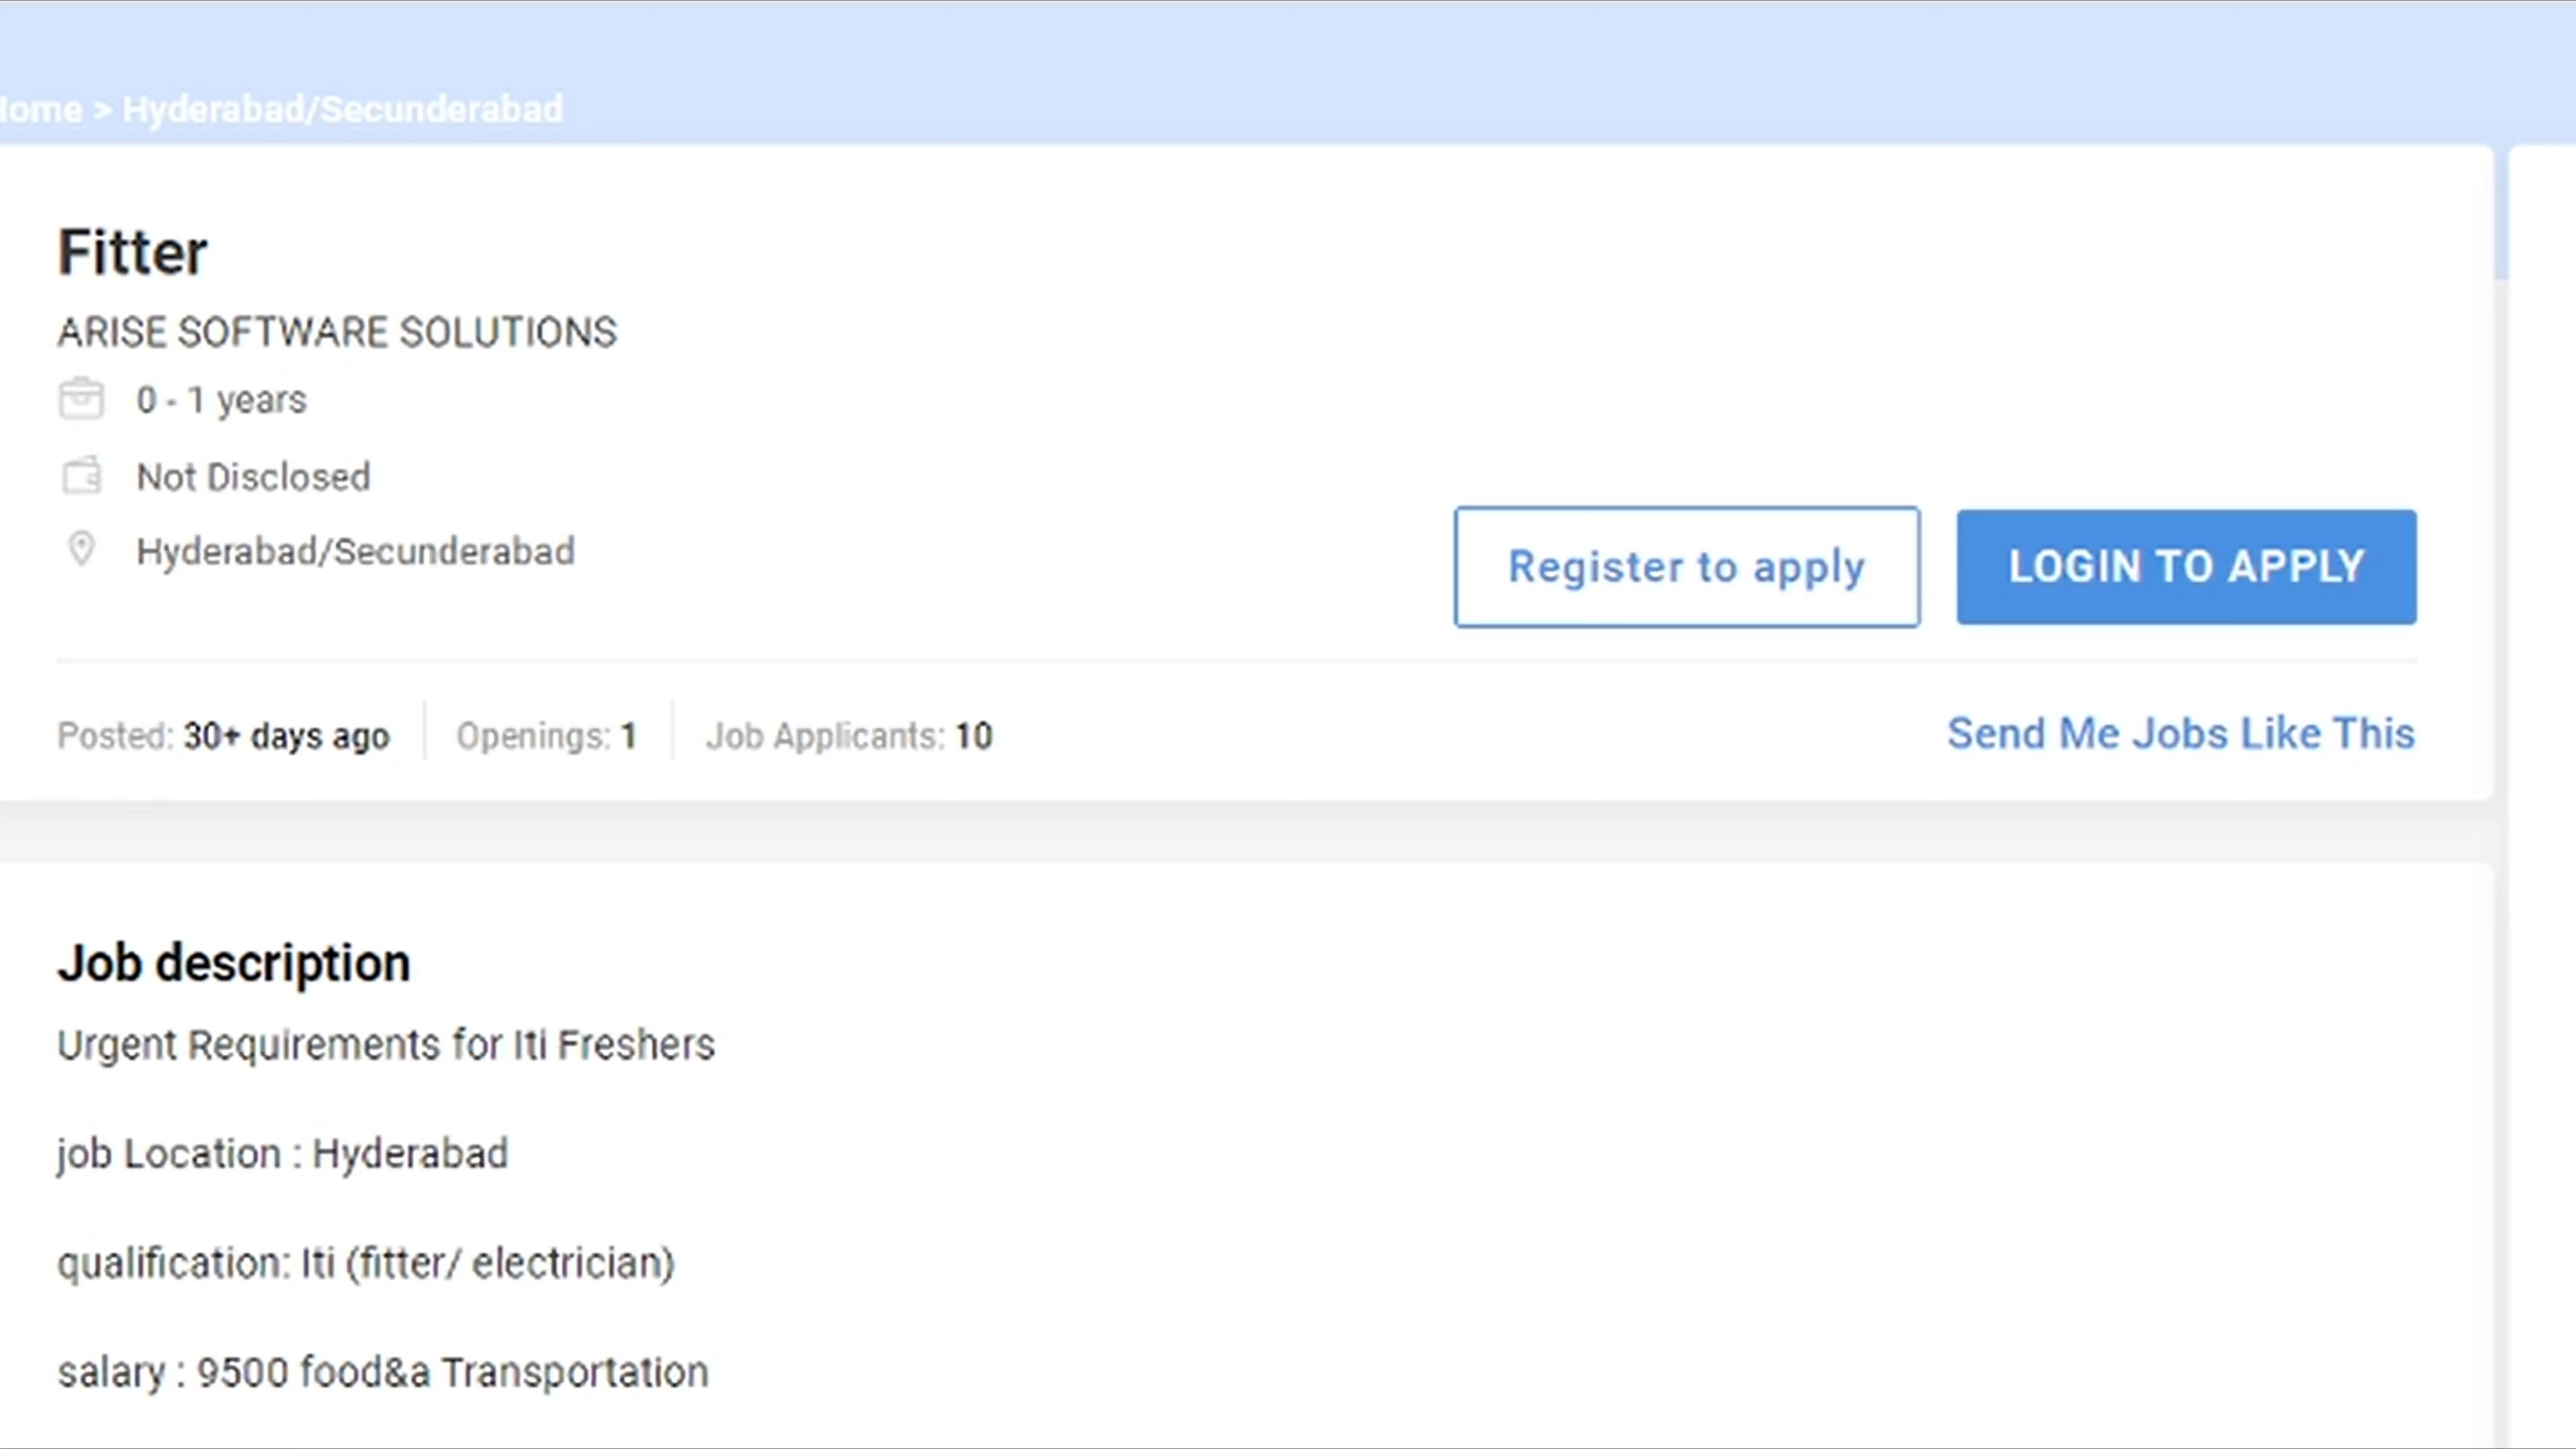 Home > Hyderabad/Secunderabad
Fitter
ARISE SOFTWARE SOLUTIONS
0 - 1 years
Not Disclosed
Hyderabad/Secunderabad
Register to apply
LOGIN TO APPLY
Posted: 30+ days ago
Openings: 1
Job Applicants: 10
Send Me Jobs Like This
Job description
Urgent Requirements for Iti Freshers
job Location : Hyderabad
qualification: Iti (fitter/ electrician)
salary : 9500 food&a Transportation